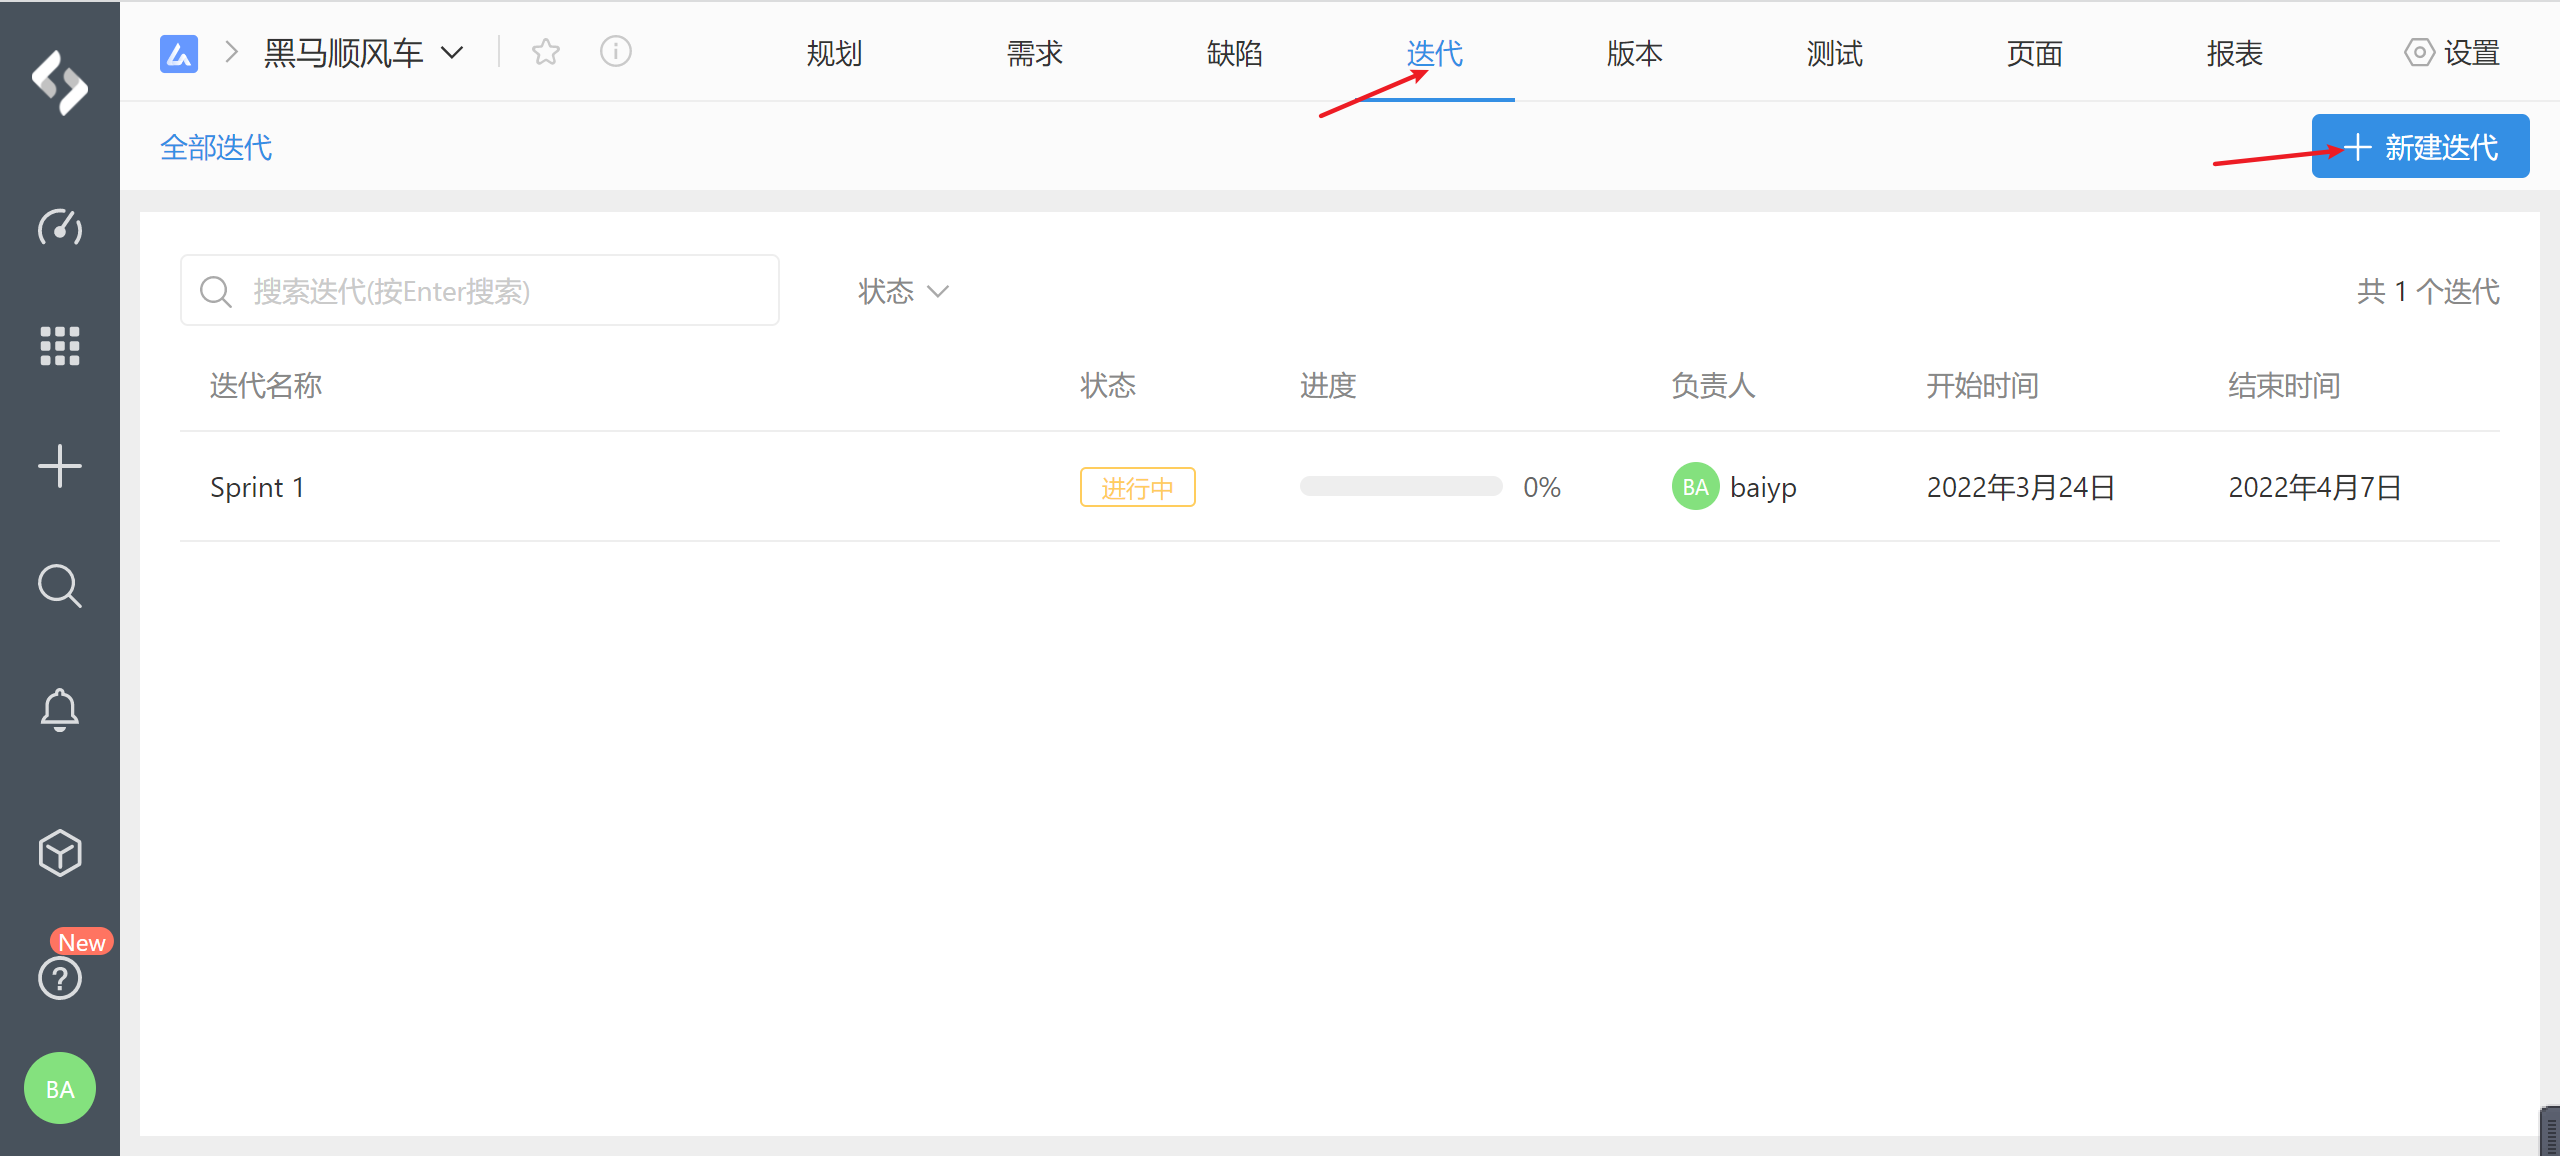 黑马顺风车
规划 需求 缺陷 迭代 版本 测试 页面 报表 设置
全部迭代
新建迭代
搜索迭代(按Enter搜索) 状态 共 1 个迭代
迭代名称 状态 进度 负责人 开始时间 结束时间
Sprint 1 进行中 0% BA baiyp 2022年3月24日 2022年4月7日
New
BA